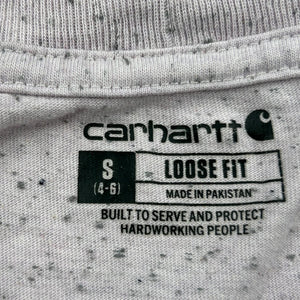 carhartt
S LOOSE FIT
(4-6) MADE IN PAKISTAN
BUILT TO SERVE AND PROTECT
HARDWORKING PEOPLE